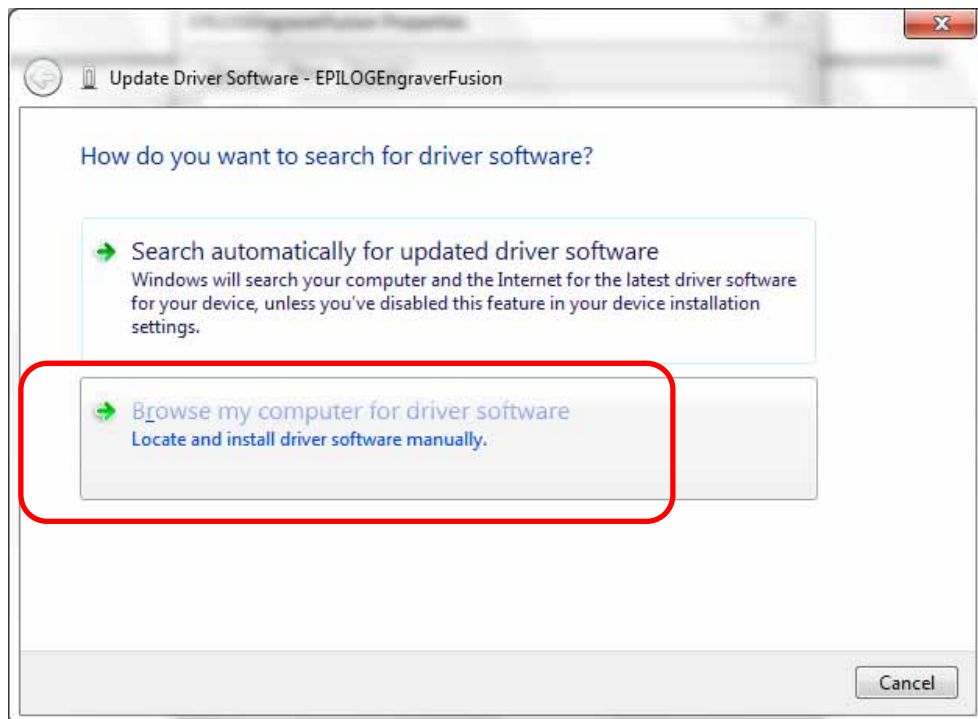 Update Driver Software - EPILOGEngraverFusion
How do you want to search for driver software?
Search automatically for updated driver software
Windows will search your computer and the Internet for the latest driver software
for your device, unless you've disabled this feature in your device installation
settings.
Browse my computer for driver software
Locate and install driver software manually.
Cancel